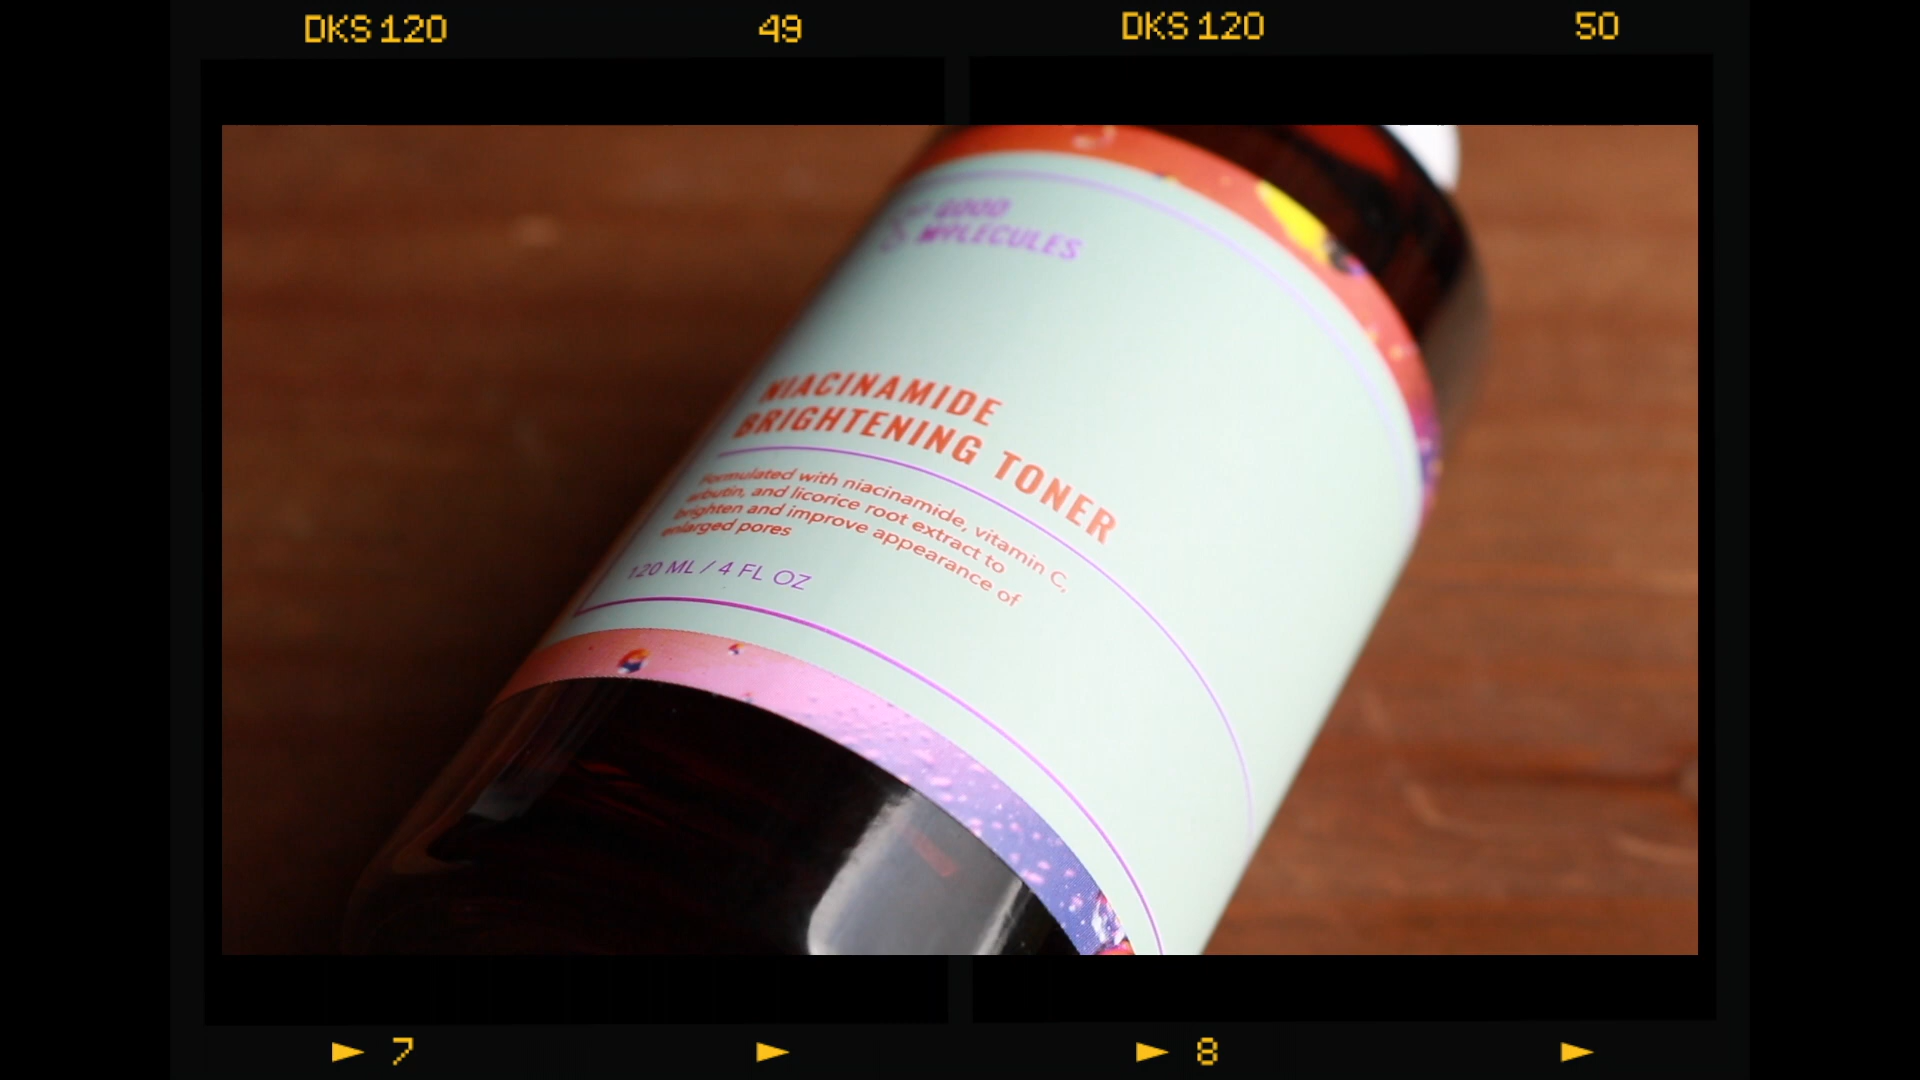 DKS 120 49 DKS 120 50
GOOD
MOLECULES
NIACINAMIDE
BRIGHTENING TONER
Formulated with niacinamide, vitamin C,
arbutin, and licorice root extract to
brighten and improve appearance of
enlarged pores
120 ML / 4 FL OZ
7 8